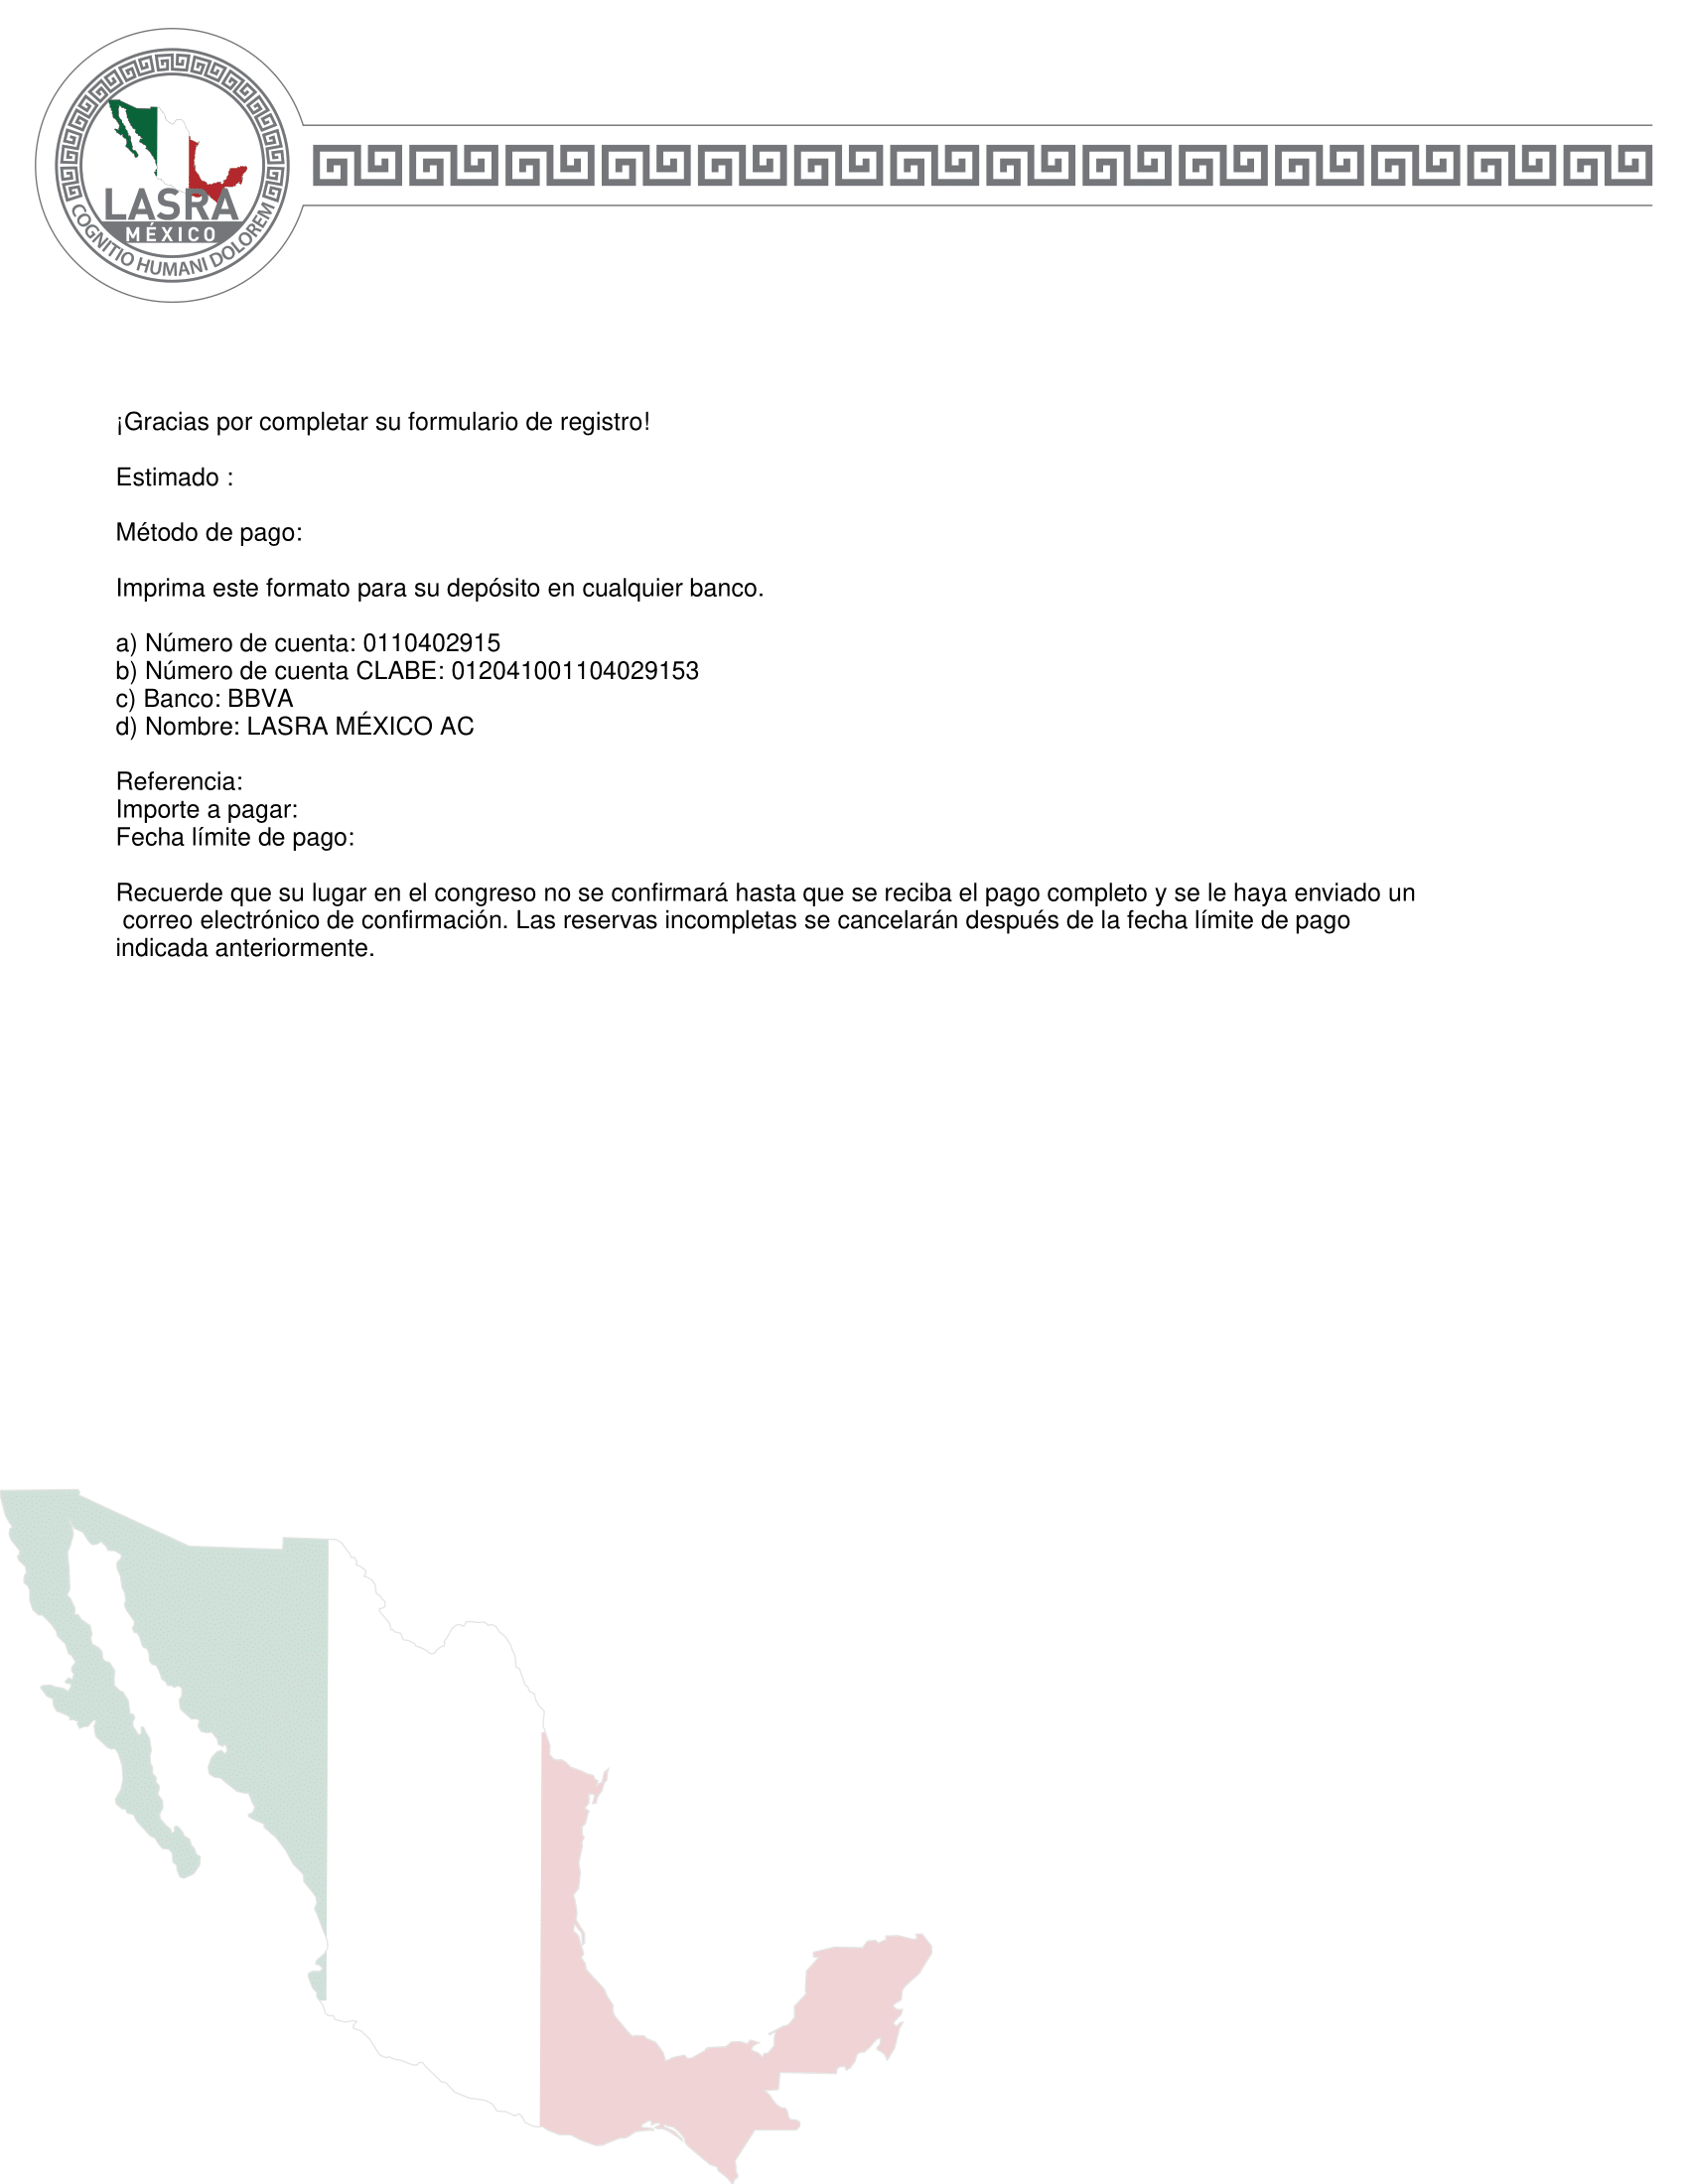 LASRA
MÉXICO
COGNITIO HUMANI DOLOREM
¡Gracias por completar su formulario de registro!
Estimado :
Método de pago:
Imprima este formato para su depósito en cualquier banco.
a) Número de cuenta: 0110402915
b) Número de cuenta CLABE: 012041001104029153
c) Banco: BBVA
d) Nombre: LASRA MÉXICO AC
Referencia:
Importe a pagar:
Fecha límite de pago:
Recuerde que su lugar en el congreso no se confirmará hasta que se reciba el pago completo y se le haya enviado un
correo electrónico de confirmación. Las reservas incompletas se cancelarán después de la fecha límite de pago
indicada anteriormente.